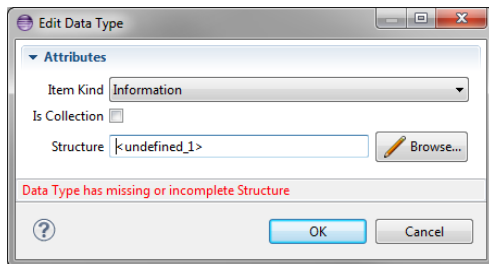 Edit Data Type
Attributes
Item Kind Information
Is Collection
Structure <undefined_1> Browse...
Data Type has missing or incomplete Structure
? OK Cancel